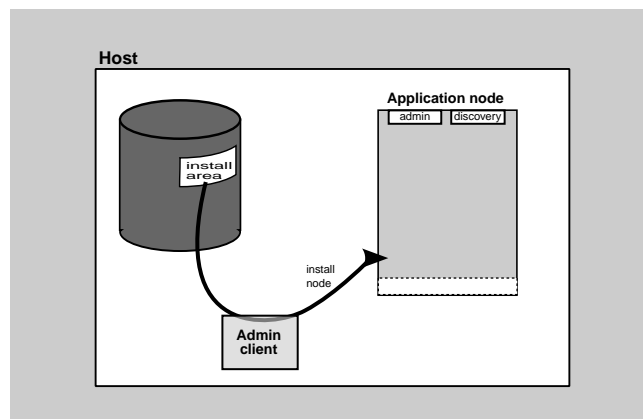 Host
Application node
admin
discovery
install
area
install
node
Admin
client